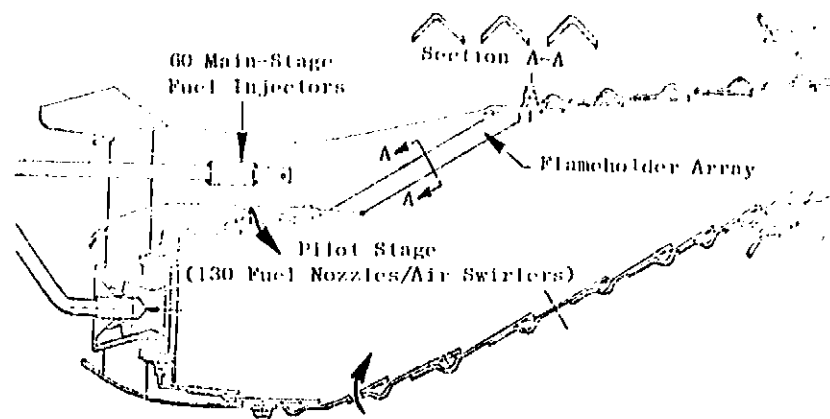 60 Main-Stage
Fuel Injectors
Section A-A
A
A
Flameholder Array
Pilot Stage
(130 Fuel Nozzles/Air Swirlers)